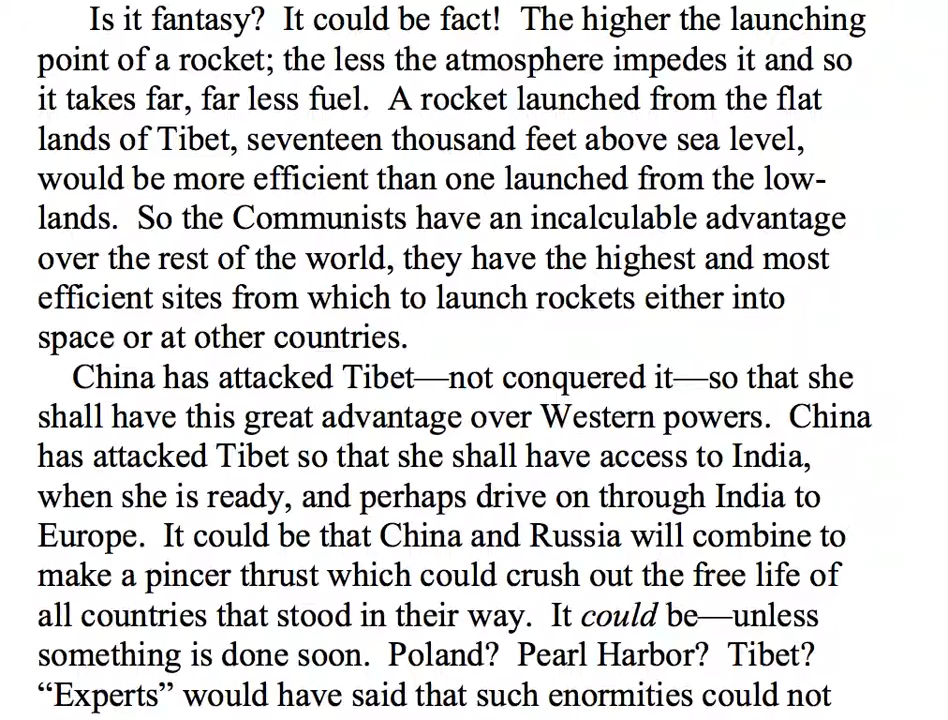 Is it fantasy?  It could be fact!  The higher the launching
point of a rocket; the less the atmosphere impedes it and so
it takes far, far less fuel.  A rocket launched from the flat
lands of Tibet, seventeen thousand feet above sea level,
would be more efficient than one launched from the low-
lands.  So the Communists have an incalculable advantage
over the rest of the world, they have the highest and most
efficient sites from which to launch rockets either into
space or at other countries.
China has attacked Tibet—not conquered it—so that she
shall have this great advantage over Western powers.  China
has attacked Tibet so that she shall have access to India,
when she is ready, and perhaps drive on through India to
Europe.  It could be that China and Russia will combine to
make a pincer thrust which could crush out the free life of
all countries that stood in their way.  It could be—unless
something is done soon.  Poland?  Pearl Harbor?  Tibet?
“Experts” would have said that such enormities could not